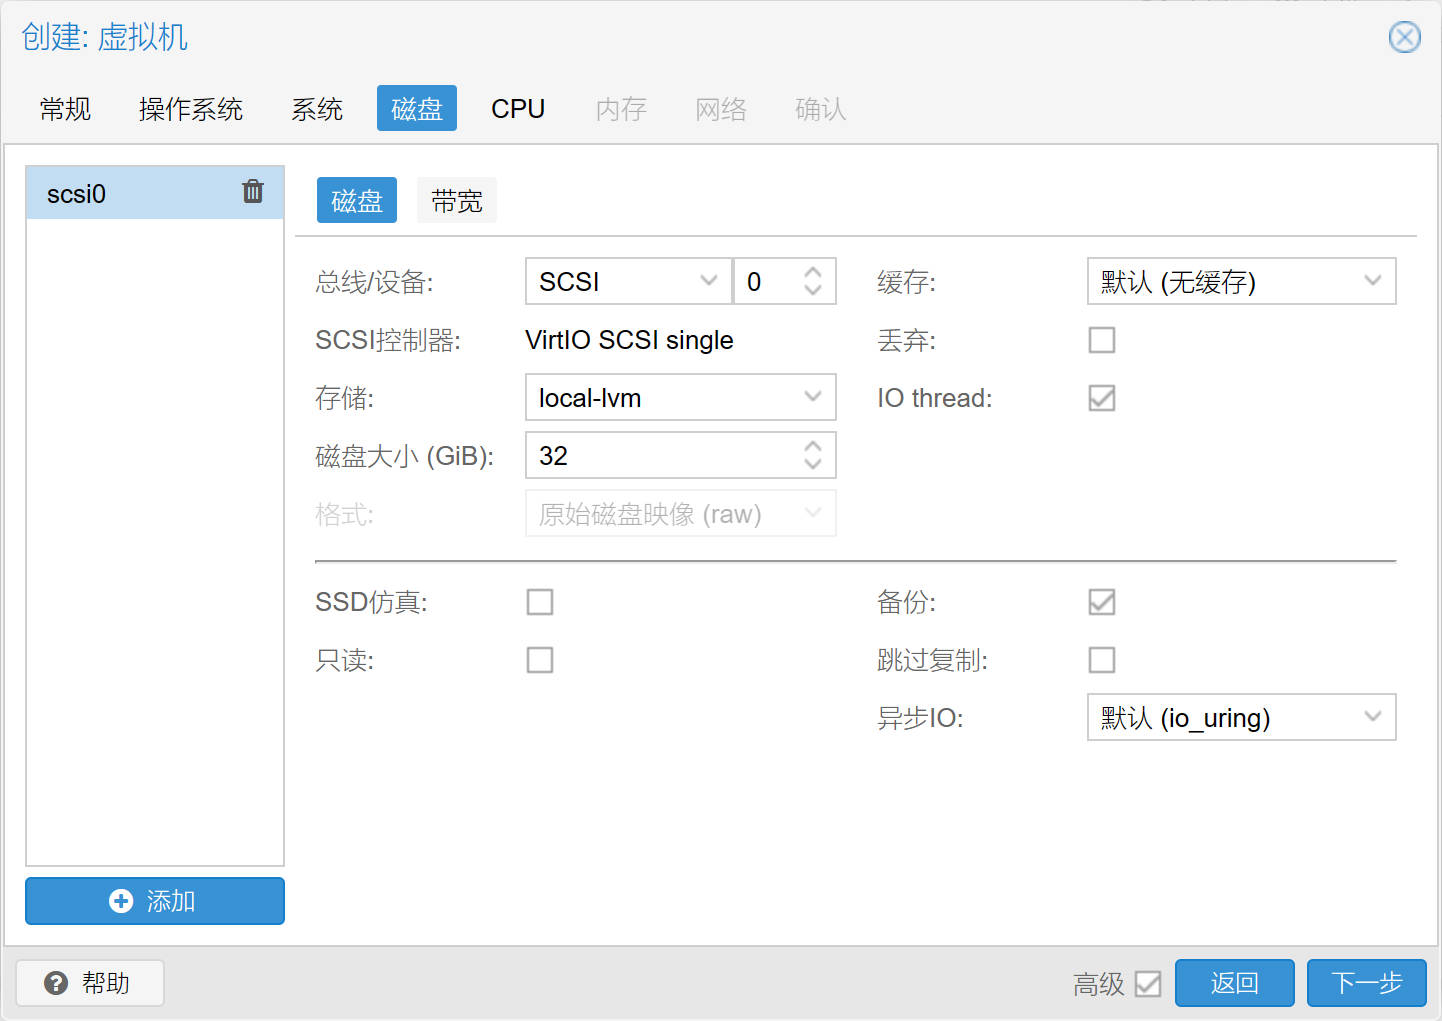 创建: 虚拟机
常规 操作系统 系统 磁盘 CPU 内存 网络 确认
scsi0
磁盘 带宽
总线/设备: SCSI 0 缓存: 默认 (无缓存)
SCSI控制器: VirtIO SCSI single 丢弃:
存储: local-lvm IO thread:
磁盘大小 (GiB): 32
格式: 原始磁盘映像 (raw)
SSD仿真: 备份:
只读: 跳过复制:
异步IO: 默认 (io_uring)
添加
帮助 高级 返回 下一步